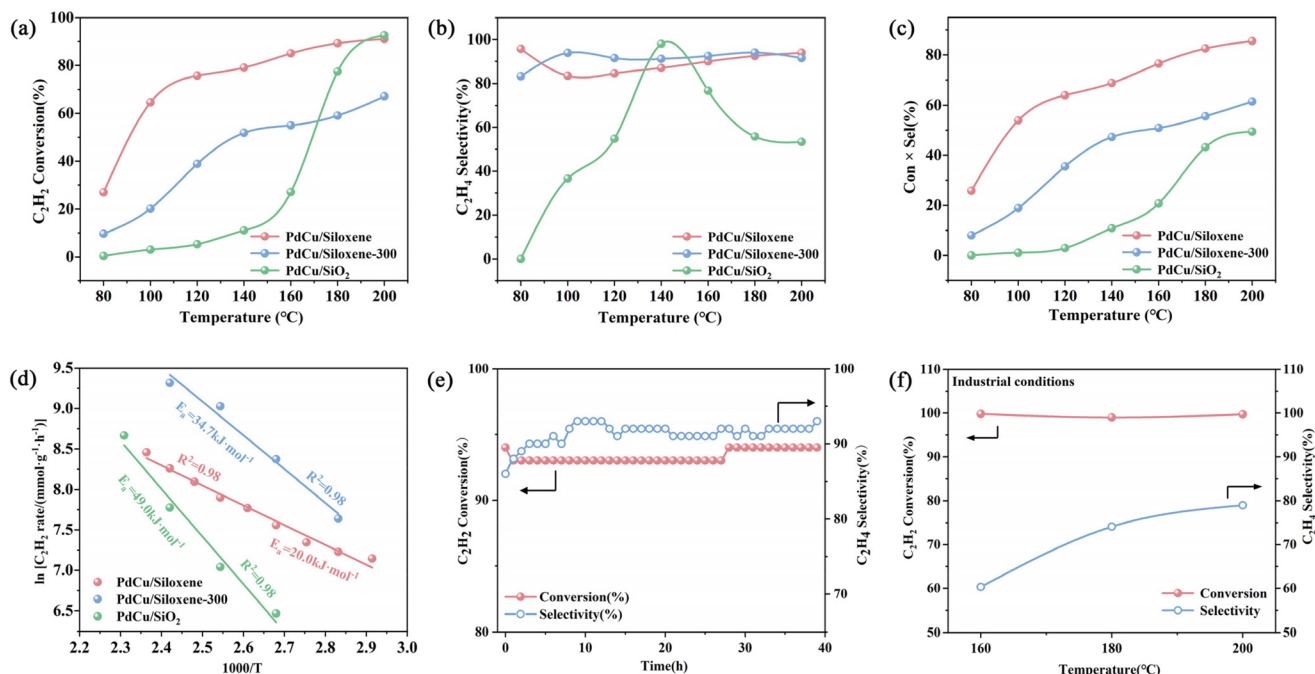 (a)
100
90
80
60
40
20
0
C₂H₂ Conversion(%)
PdCu/Siloxene
PdCu/Siloxene-300
PdCu/SiO₂
80 100 120 140 160 180 200
Temperature (°C)
(b)
100
80
60
40
20
0
C₂H₄ Selectivity(%)
PdCu/Siloxene
PdCu/Siloxene-300
PdCu/SiO₂
80 100 120 140 160 180 200
Temperature (°C)
(c)
80
60
40
20
0
Con × Sel(%)
PdCu/Siloxene
PdCu/Siloxene-300
PdCu/SiO₂
80 100 120 140 160 180 200
Temperature (°C)
(d)
9.5
9.0
8.5
8.0
7.5
7.0
6.5
ln [C₂H₂ rate/(mmol·g⁻¹·h⁻¹)]
Eₐ=34.7kJ·mol⁻¹
R²=0.98
R²=0.98
Eₐ=20.0kJ·mol⁻¹
Eₐ=49.0kJ·mol⁻¹
R²=0.98
PdCu/Siloxene
PdCu/Siloxene-300
PdCu/SiO₂
2.2 2.3 2.4 2.5 2.6 2.7 2.8 2.9 3.0
1000/T
(e)
100
90
80
C₂H₂ Conversion(%)
100
90
80
70
C₂H₄ Selectivity(%)
Conversion(%)
Selectivity(%)
0 10 20 30 40
Time(h)
(f)
Industrial conditions
110
105
100
95
90
85
80
75
70
65
60
55
50
C₂H₂ Conversion(%)
110
100
90
80
70
60
50
C₂H₄ Selectivity(%)
Conversion
Selectivity
160 180 200
Temperature(°C)